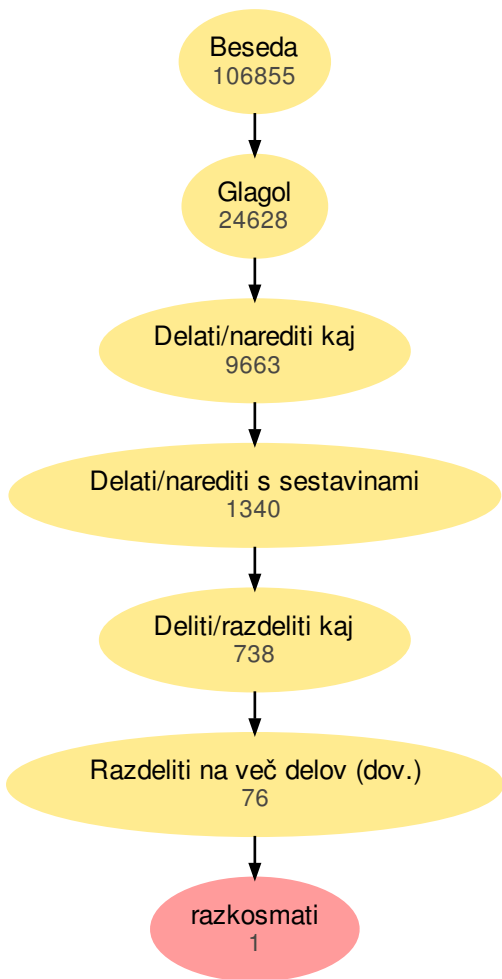 Beseda
106855
Glagol
24628
Delati/narediti kaj
9663
Delati/narediti s sestavinami
1340
Deliti/razdeliti kaj
738
Razdeliti na več delov (dov.)
76
razkosmati
1